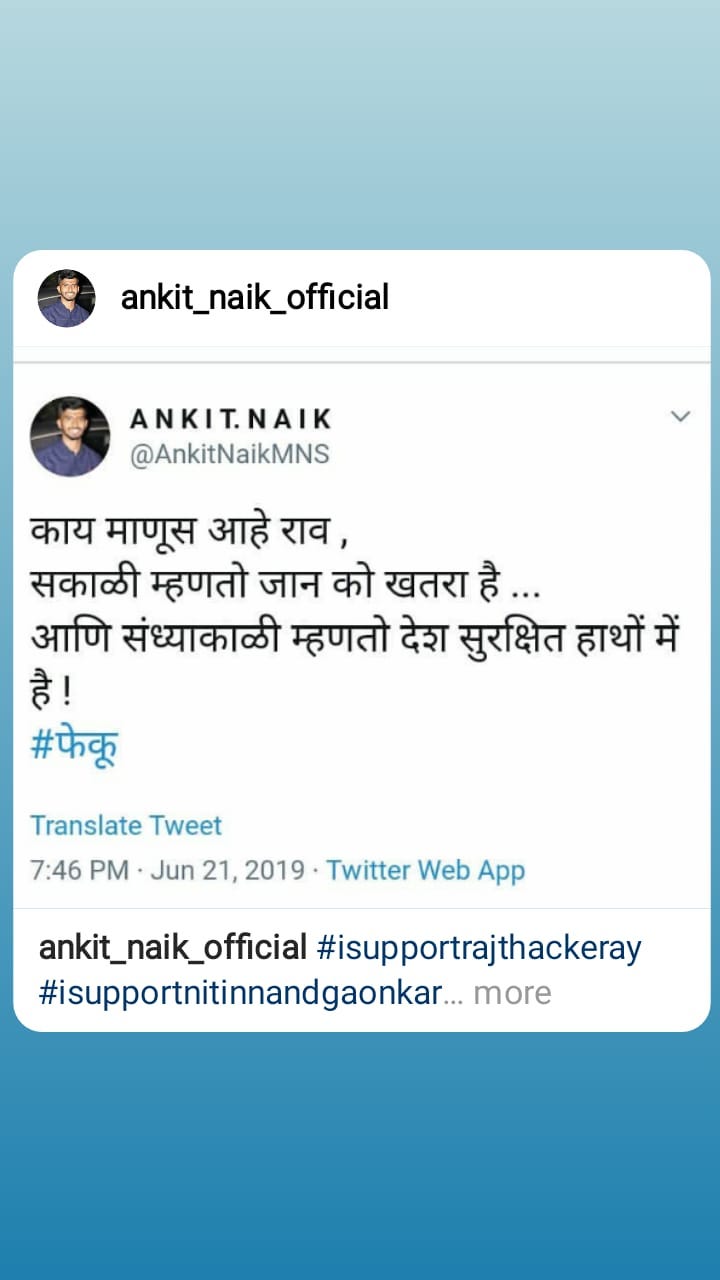 ankit_naik_official
ANKIT.NAIK
@AnkitNaikMNS
काय माणूस आहे राव ,
सकाळी म्हणतो जान को खतरा है ...
आणि संध्याकाळी म्हणतो देश सुरक्षित हाथों में
है !
#फेकू
Translate Tweet
7:46 PM · Jun 21, 2019 · Twitter Web App
ankit_naik_official #isupportrajthackeray
#isupportnitinnandgaonkar... more